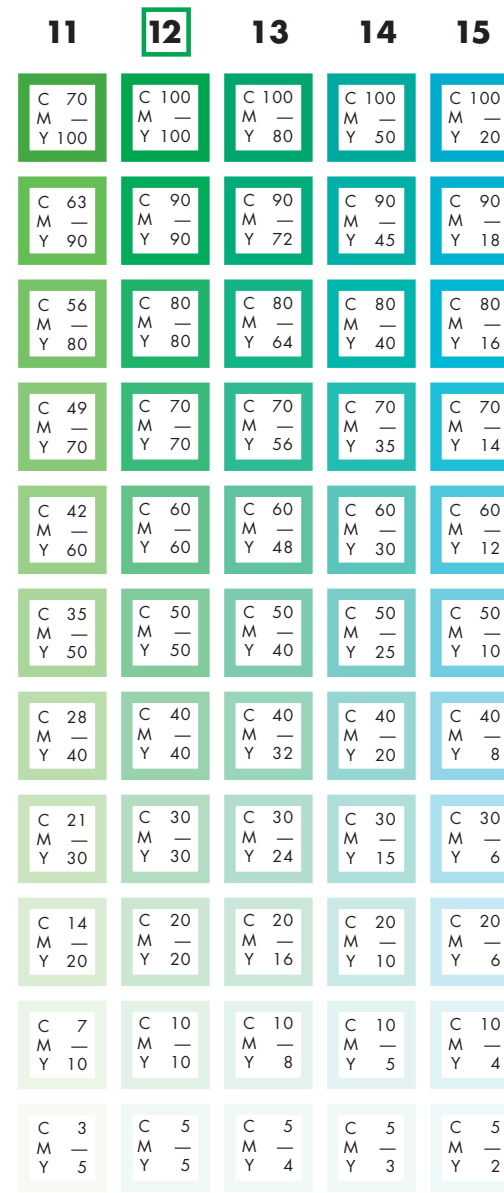 11 12 13 14 15
C 70 C 100 C 100 C 100 C 100
M — M — M — M — M —
Y 100 Y 100 Y 80 Y 50 Y 20
C 63 C 90 C 90 C 90 C 90
M — M — M — M — M —
Y 90 Y 90 Y 72 Y 45 Y 18
C 56 C 80 C 80 C 80 C 80
M — M — M — M — M —
Y 80 Y 80 Y 64 Y 40 Y 16
C 49 C 70 C 70 C 70 C 70
M — M — M — M — M —
Y 70 Y 70 Y 56 Y 35 Y 14
C 42 C 60 C 60 C 60 C 60
M — M — M — M — M —
Y 60 Y 60 Y 48 Y 30 Y 12
C 35 C 50 C 50 C 50 C 50
M — M — M — M — M —
Y 50 Y 50 Y 40 Y 25 Y 10
C 28 C 40 C 40 C 40 C 40
M — M — M — M — M —
Y 40 Y 40 Y 32 Y 20 Y 8
C 21 C 30 C 30 C 30 C 30
M — M — M — M — M —
Y 30 Y 30 Y 24 Y 15 Y 6
C 14 C 20 C 20 C 20 C 20
M — M — M — M — M —
Y 20 Y 20 Y 16 Y 10 Y 6
C 7 C 10 C 10 C 10 C 10
M — M — M — M — M —
Y 10 Y 10 Y 8 Y 5 Y 4
C 3 C 5 C 5 C 5 C 5
M — M — M — M — M —
Y 5 Y 5 Y 4 Y 3 Y 2